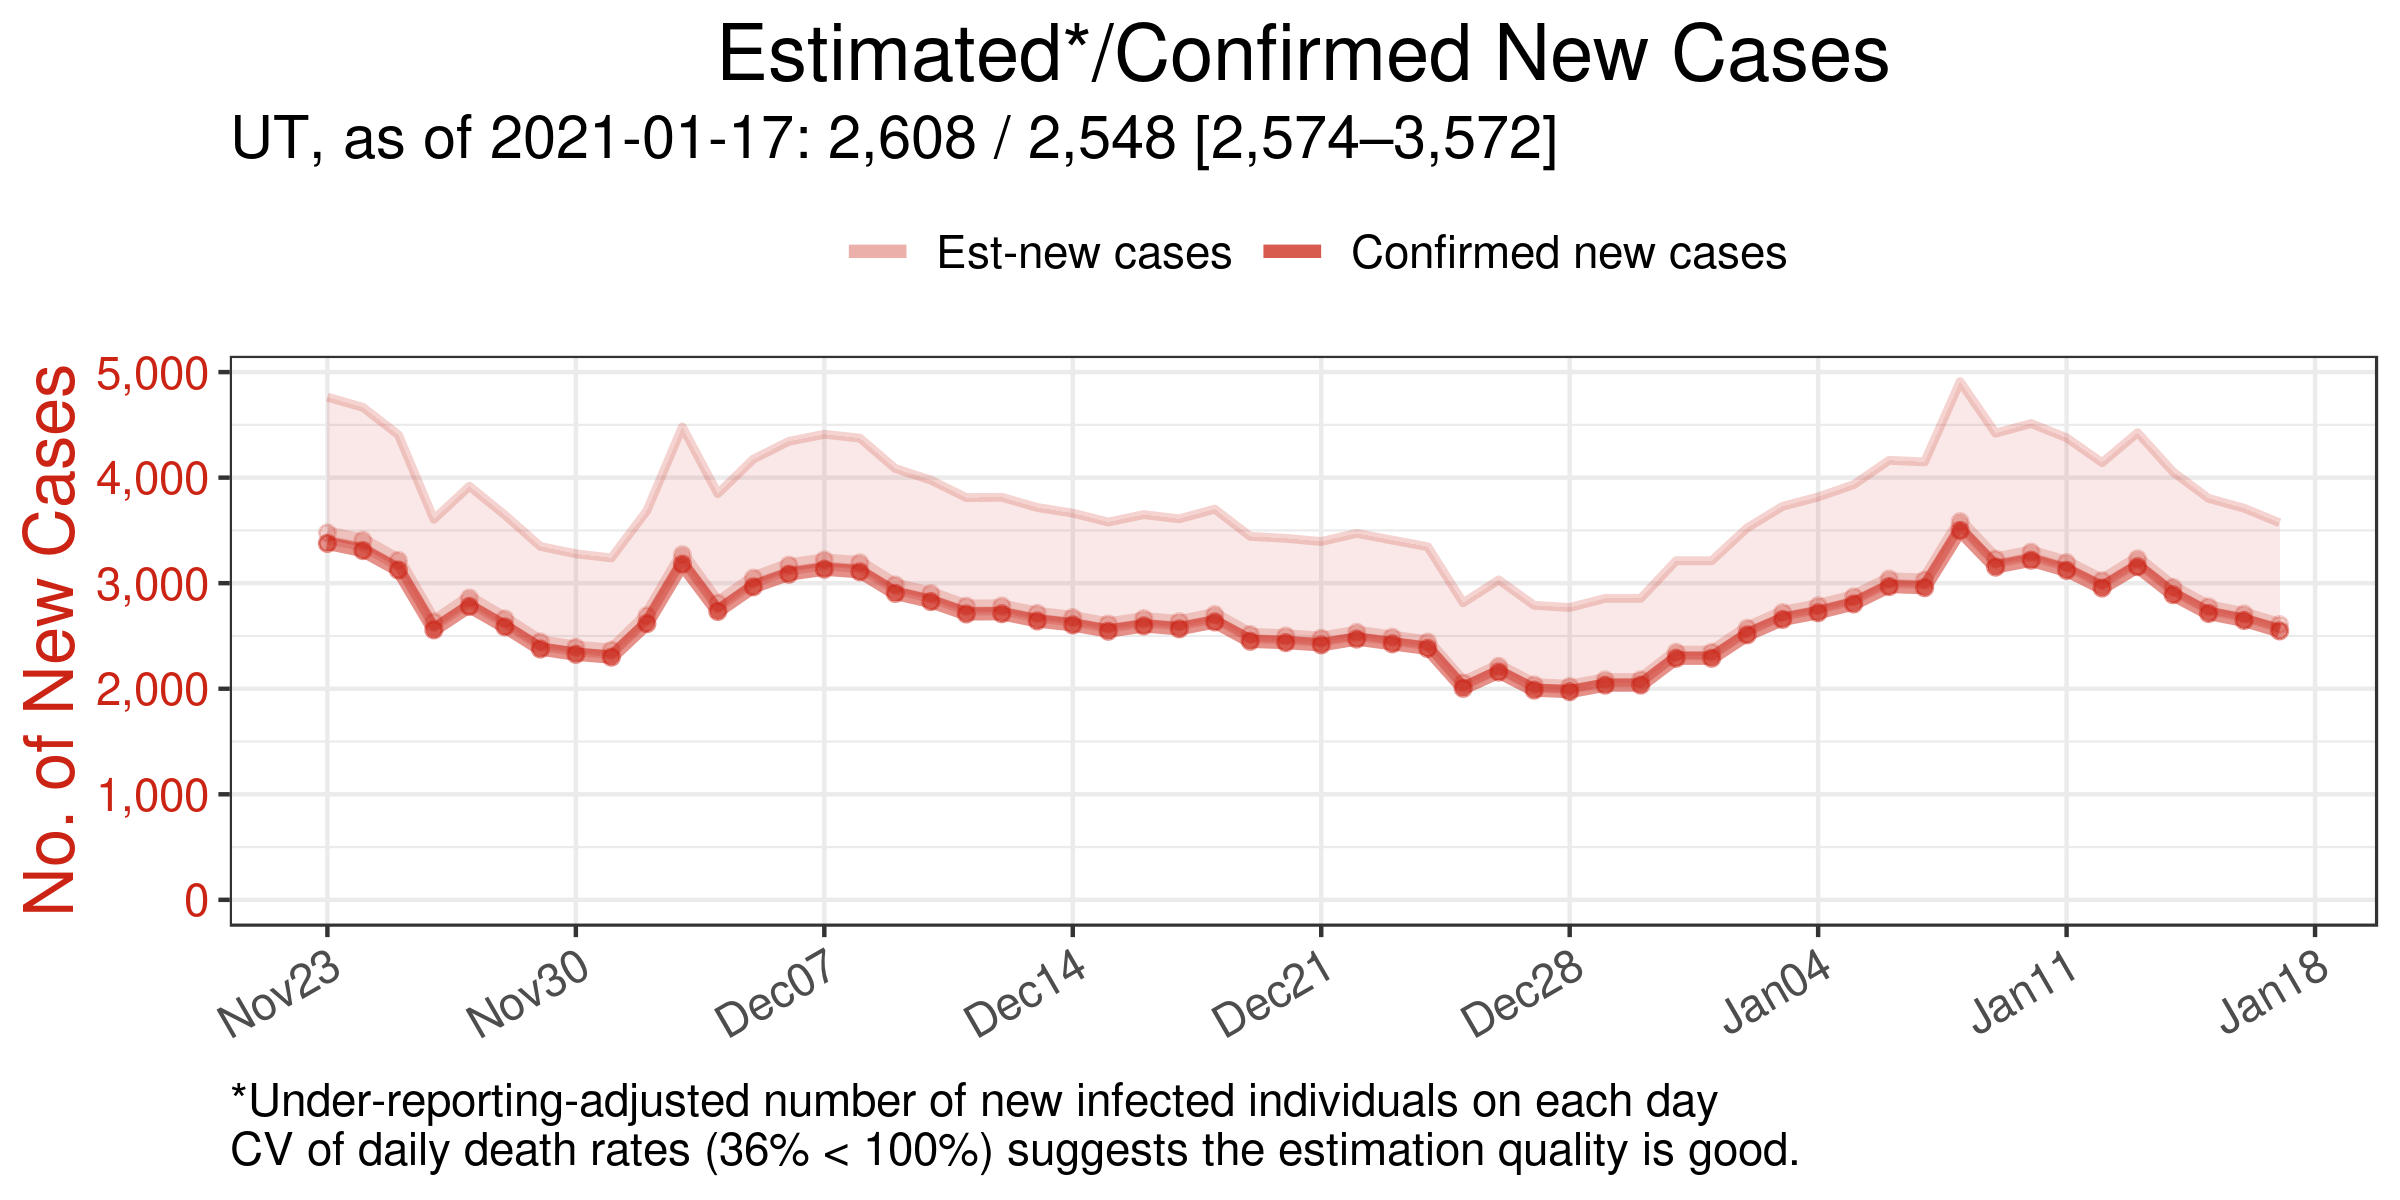 Estimated*/Confirmed New Cases
UT, as of 2021-01-17: 2,608 / 2,548 [2,574–3,572]
Est-new cases Confirmed new cases
No. of New Cases
5,000
4,000
3,000
2,000
1,000
0
Nov23 Nov30 Dec07 Dec14 Dec21 Dec28 Jan04 Jan11 Jan18
*Under-reporting-adjusted number of new infected individuals on each day
CV of daily death rates (36% < 100%) suggests the estimation quality is good.